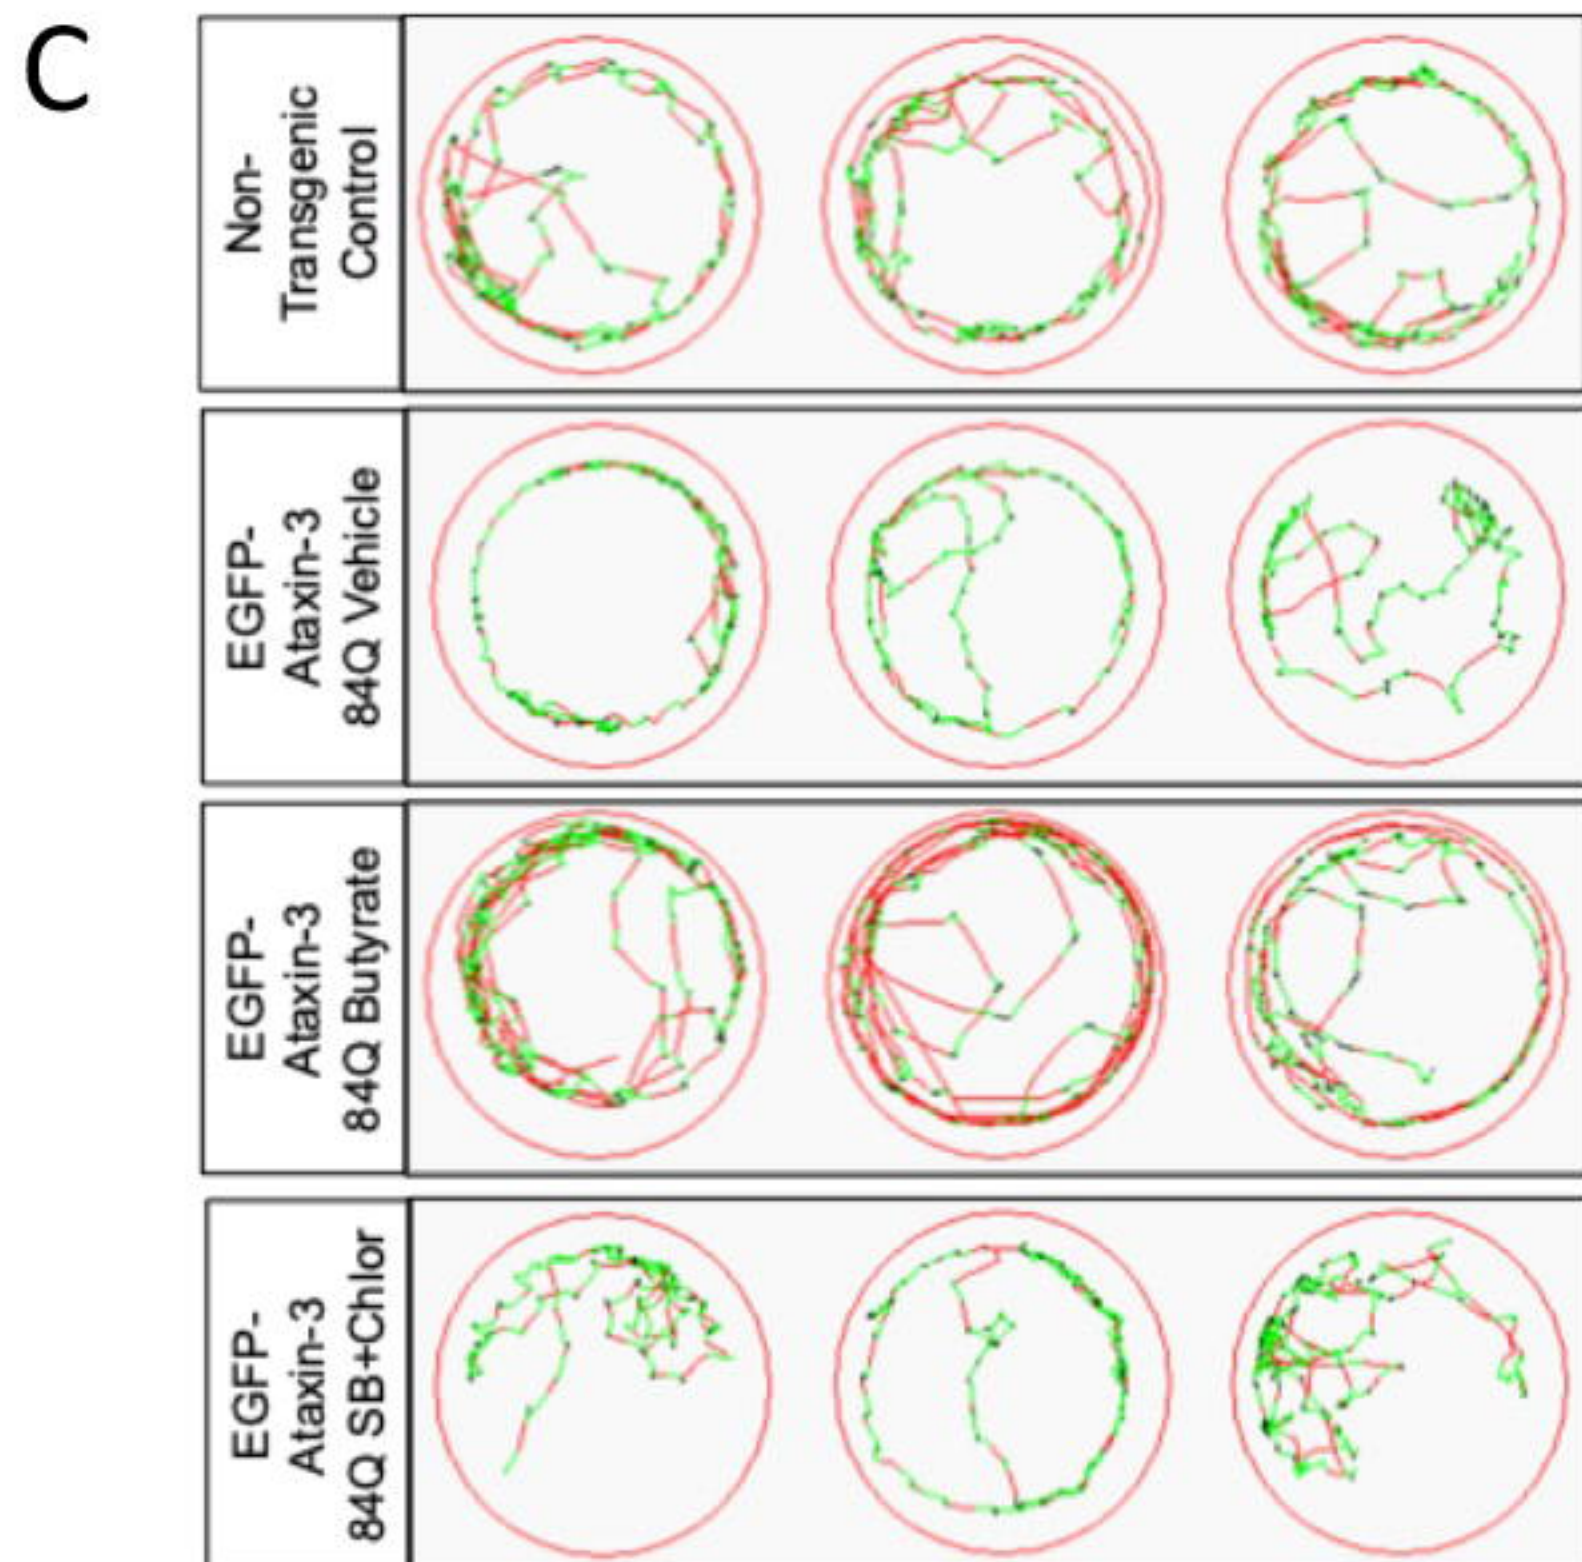 C
Non-
Transgenic
Control
EGFP-
Ataxin-3
84Q Vehicle
EGFP-
Ataxin-3
84Q Butyrate
EGFP-
Ataxin-3
84Q SB+Chlor